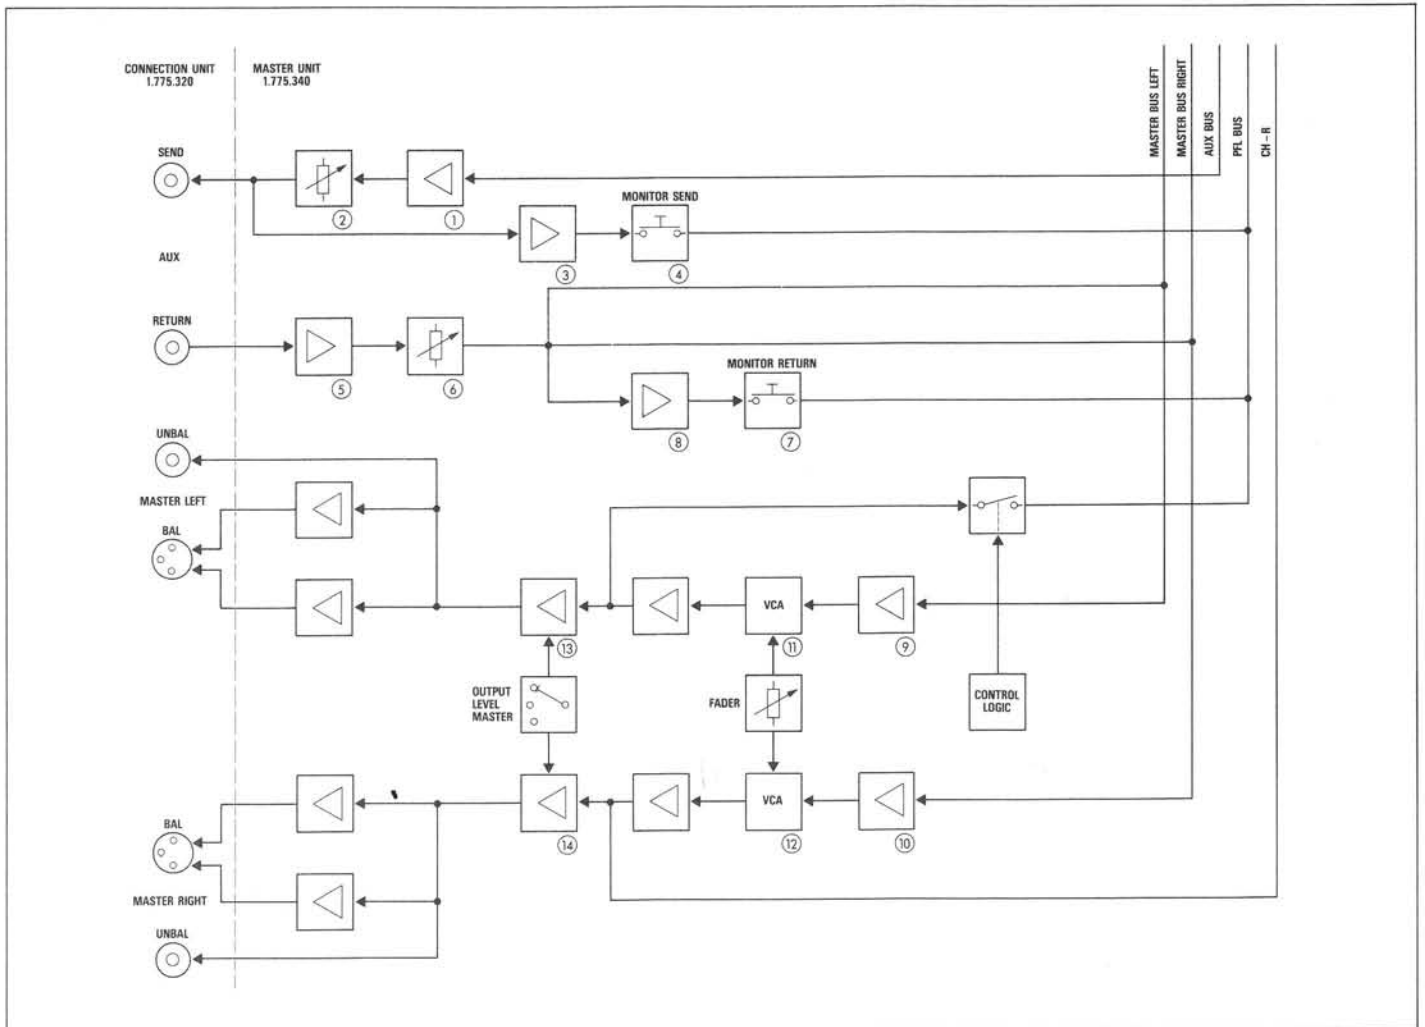 CONNECTION UNIT
1.775.320
MASTER UNIT
1.775.340
MASTER BUS LEFT
MASTER BUS RIGHT
AUX BUS
PFL BUS
CH - R
SEND
2
1
MONITOR SEND
3
4
AUX
RETURN
5
6
MONITOR RETURN
8
7
UNBAL
MASTER LEFT
BAL
VCA
13
11
9
OUTPUT
LEVEL
MASTER
FADER
CONTROL
LOGIC
BAL
VCA
14
12
10
MASTER RIGHT
UNBAL